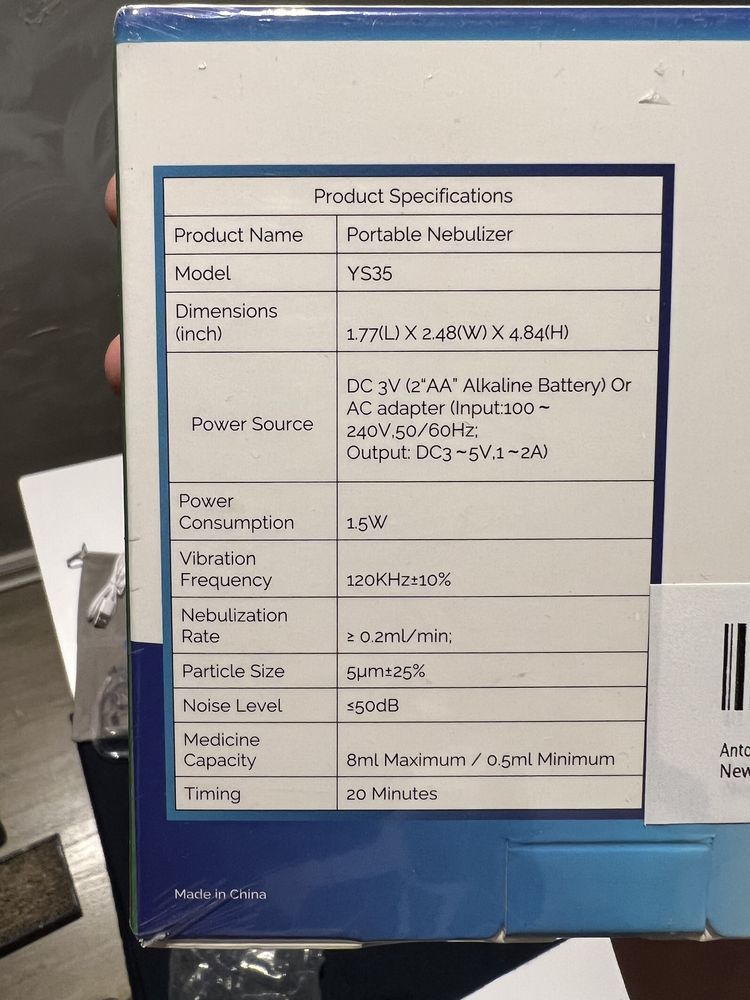 Product Specifications
Product Name Portable Nebulizer
Model YS35
Dimensions
(inch) 1.77(L) X 2.48(W) X 4.84(H)
Power Source
DC 3V (2“AA” Alkaline Battery) Or
AC adapter (Input:100 ~
240V,50/60Hz;
Output: DC3 ~5V,1 ~2A)
Power
Consumption 1.5W
Vibration
Frequency 120KHz±10%
Nebulization
Rate ≥ 0.2ml/min;
Particle Size 5µm±25%
Noise Level ≤50dB
Medicine
Capacity 8ml Maximum / 0.5ml Minimum
Timing 20 Minutes
Made in China
Anto
New